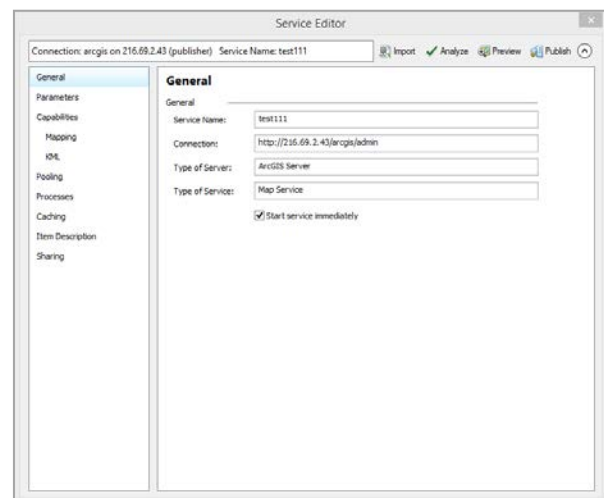 Service Editor
Connection: arcgis on 216.69.2.43 (publisher) Service Name: test111
Import Analyze Preview Publish
General
Parameters
Capabilities
Mapping
KML
Pooling
Processes
Caching
Item Description
Sharing
General
General
Service Name: test111
Connection: http://216.69.2.43/arcgis/admin
Type of Server: ArcGIS Server
Type of Service: Map Service
Start service immediately